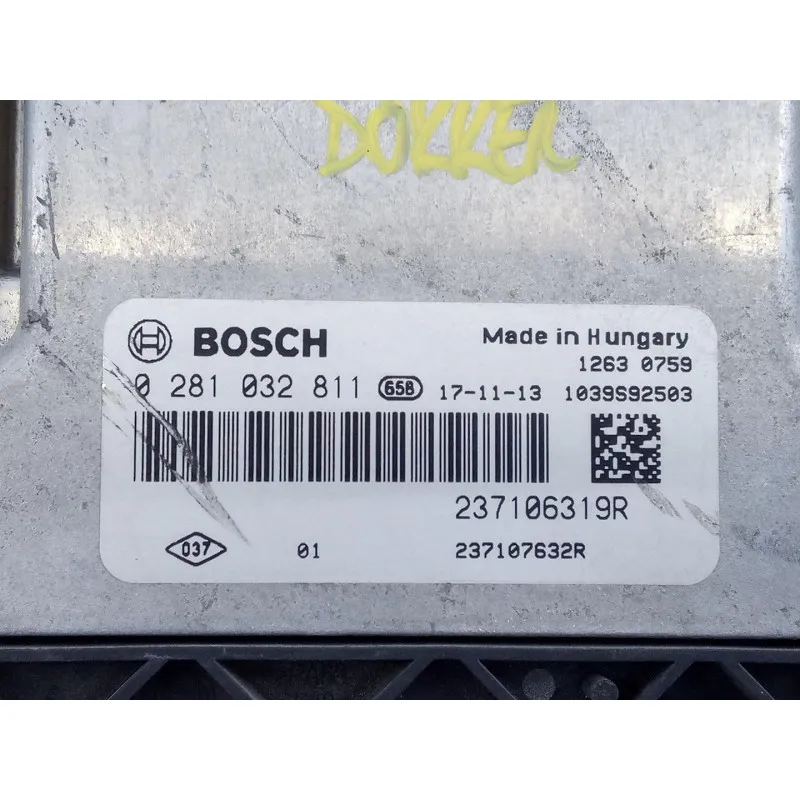 DOKKER
BOSCH
Made in Hungary
1263 0759
0 281 032 811 65B 17-11-13 1039S92503
237106319R
037 01 237107632R